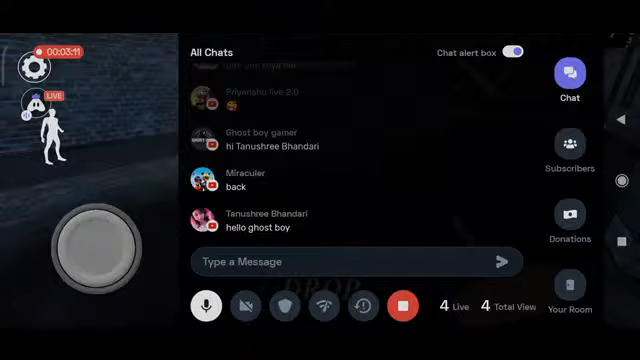 00:03:11
LIVE
All Chats
Chat alert box
Priyanshu live 2.0
Ghost boy gamer
hi Tanushree Bhandari
Miraculer
back
Tanushree Bhandari
hello ghost boy
Type a Message
DROP
4 Live
4 Total View
Chat
Subscribers
Donations
Your Room